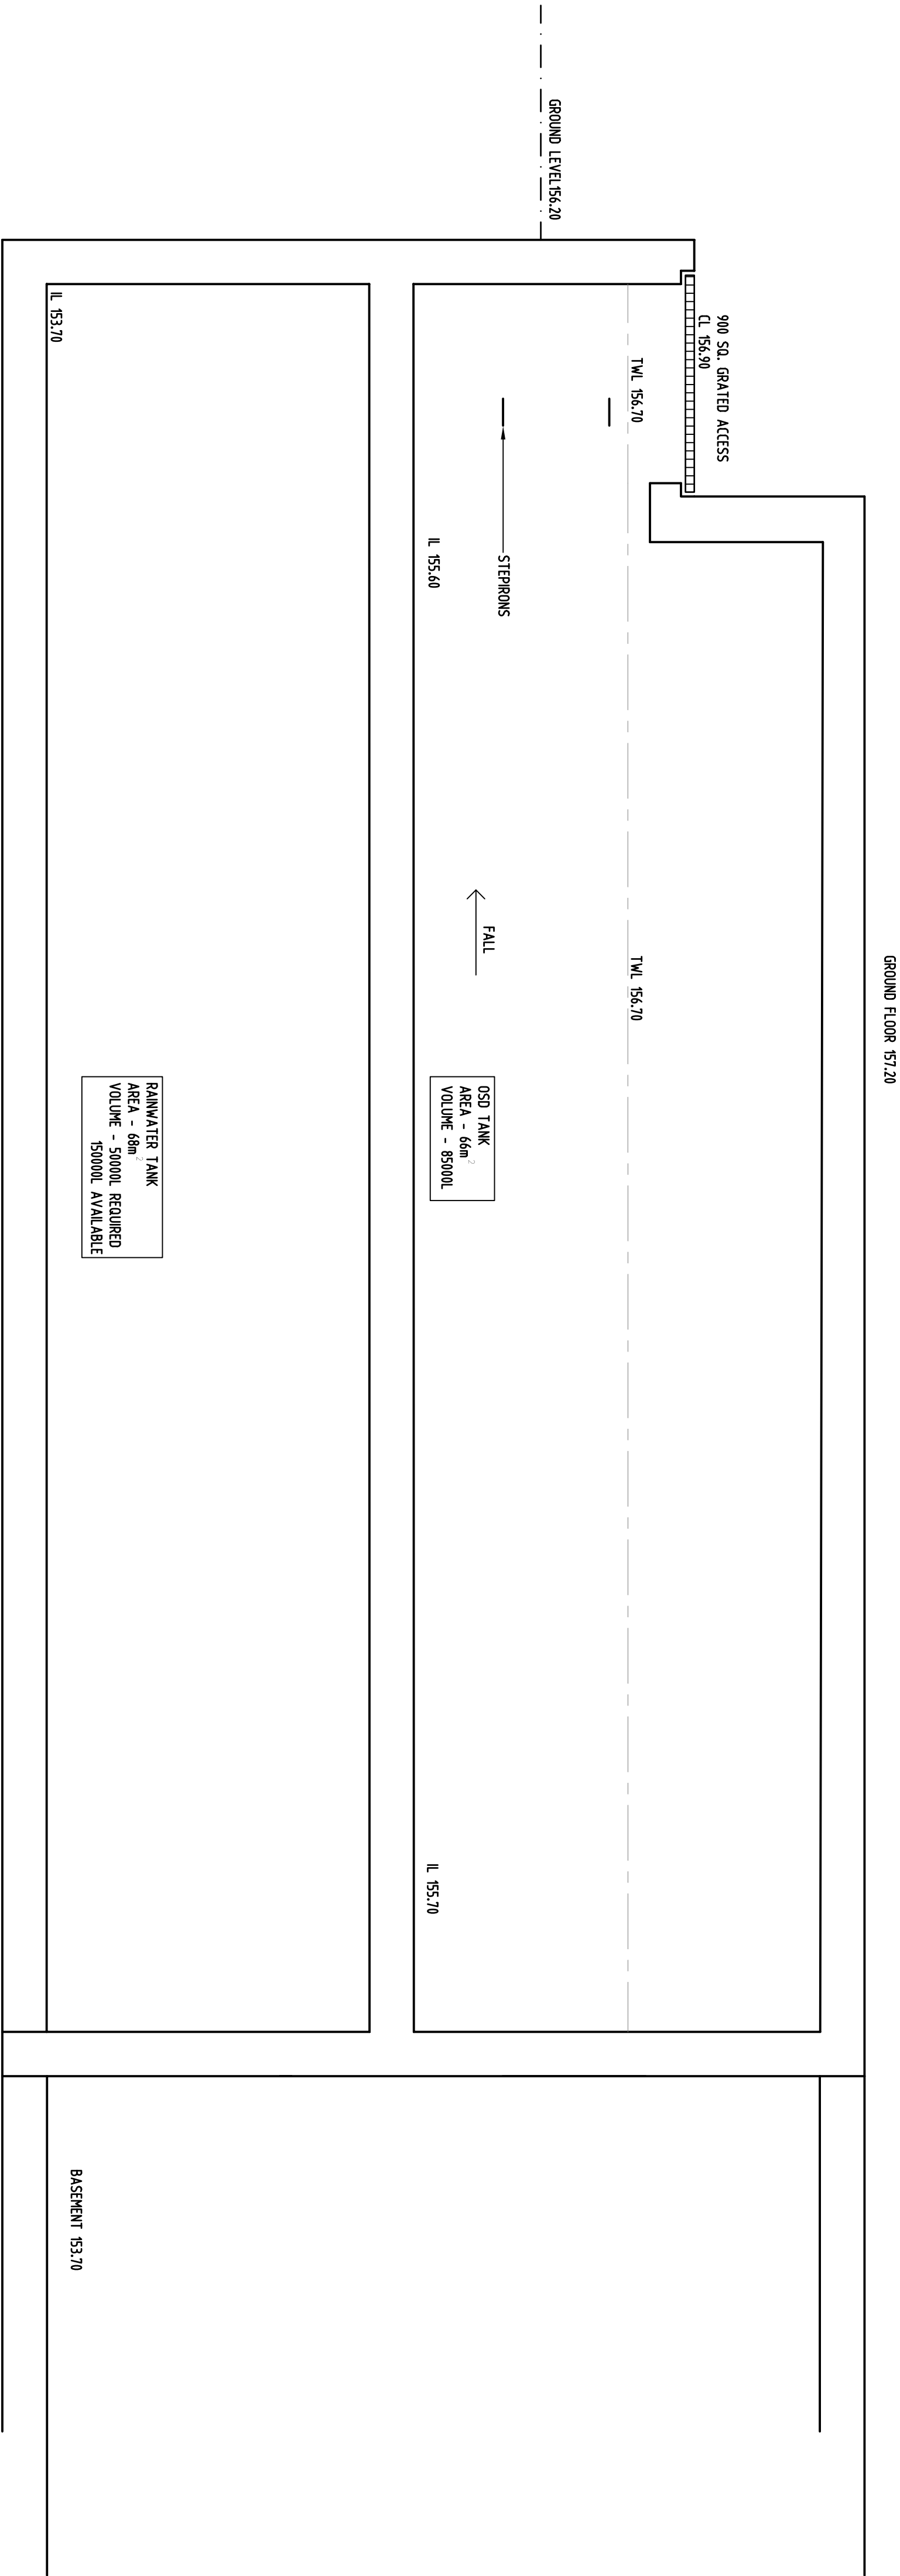 GROUND FLOOR 157.20
900 SQ. GRATED ACCESS
CL 156.90
GROUND LEVEL156.20
TWL 156.70
TWL 156.70
STEPIRONS
FALL
IL 155.60
IL 155.70
OSD TANK
AREA - 66m²
VOLUME - 85000L
RAINWATER TANK
AREA - 68m²
VOLUME - 50000L REQUIRED
150000L AVAILABLE
IL 153.70
BASEMENT 153.70